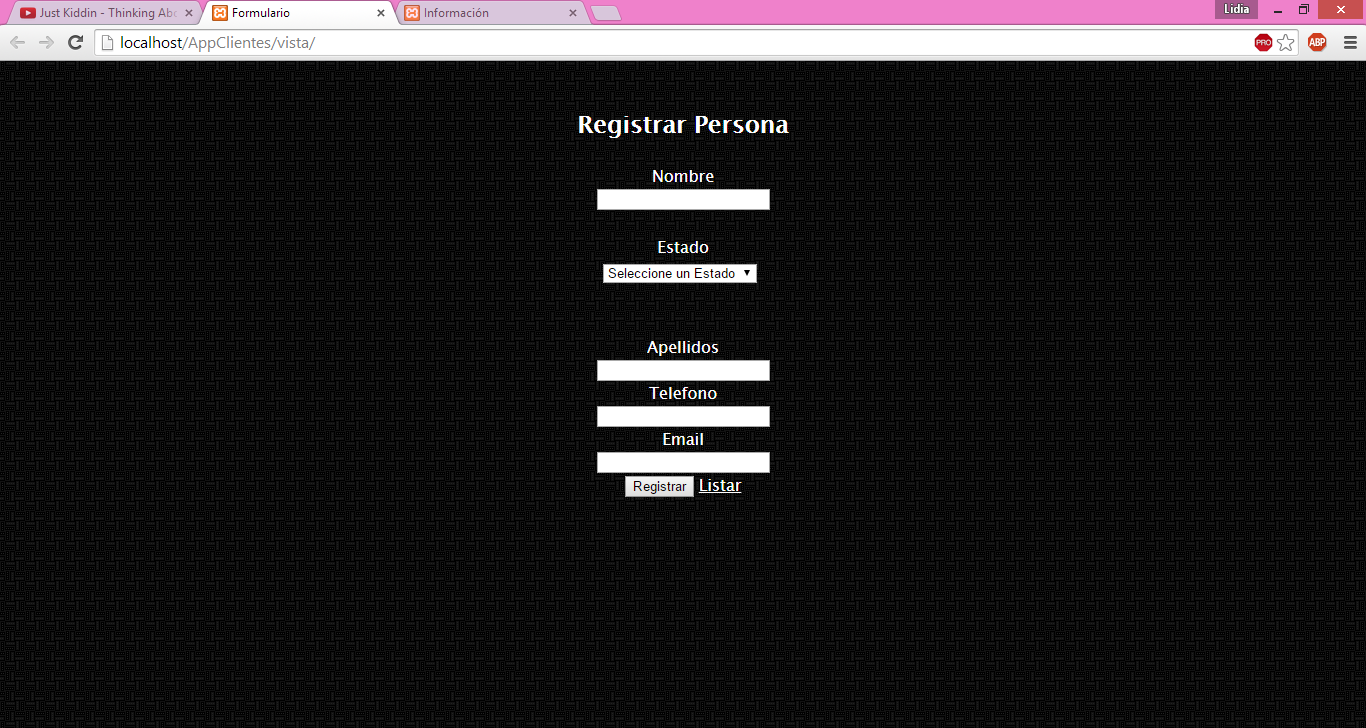 Just Kiddin - Thinking Abo
Formulario
Información
Lidia
localhost/AppClientes/vista/
PRO
ABP
Registrar Persona
Nombre
Estado
Seleccione un Estado
Apellidos
Telefono
Email
Registrar Listar